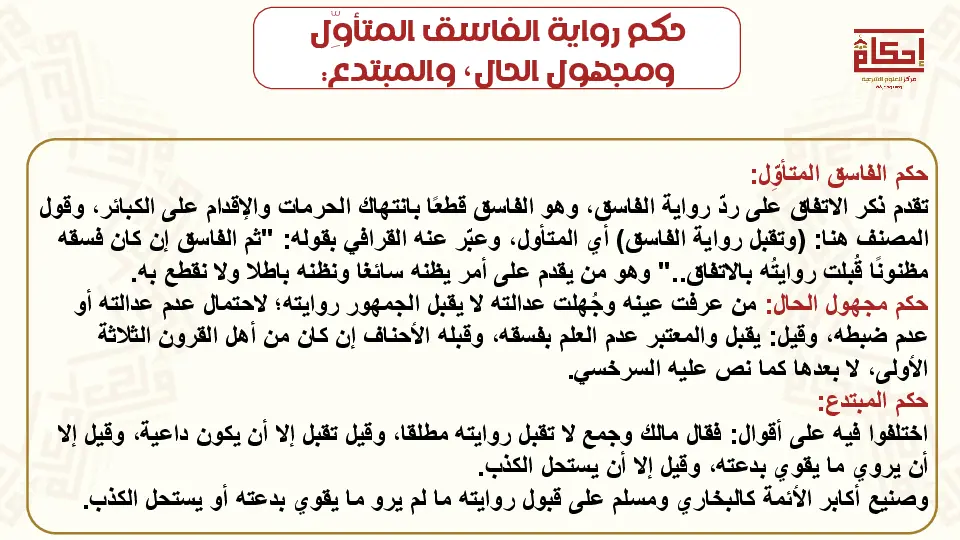 حكم رواية الفاسق المتأوِّل
ومجهول الحال، والمبتدع:
إحكام
مركز للعلوم الشرعية
حكم الفاسق المتأوِّل:
تقدم ذكر الاتفاق على ردّ رواية الفاسق، وهو الفاسق قطعًا بانتهاك الحرمات والإقدام على الكبائر، وقول
المصنف هنا: (وتقبل رواية الفاسق) أي المتأول، وعبّر عنه القرافي بقوله: "ثم الفاسق إن كان فسقه
مظنونًا قُبلت روايتُه بالاتفاق.." وهو من يقدم على أمر يظنه سائغا ونظنه باطلا ولا نقطع به.
حكم مجهول الحال: من عرفت عينه وجُهلت عدالته لا يقبل الجمهور روايته؛ لاحتمال عدم عدالته أو
عدم ضبطه، وقيل: يقبل والمعتبر عدم العلم بفسقه، وقبله الأحناف إن كان من أهل القرون الثلاثة
الأولى، لا بعدها كما نص عليه السرخسي.
حكم المبتدع:
اختلفوا فيه على أقوال: فقال مالك وجمع لا تقبل روايته مطلقا، وقيل تقبل إلا أن يكون داعية، وقيل إلا
أن يروي ما يقوي بدعته، وقيل إلا أن يستحل الكذب.
وصنيع أكابر الأئمة كالبخاري ومسلم على قبول روايته ما لم يرو ما يقوي بدعته أو يستحل الكذب.